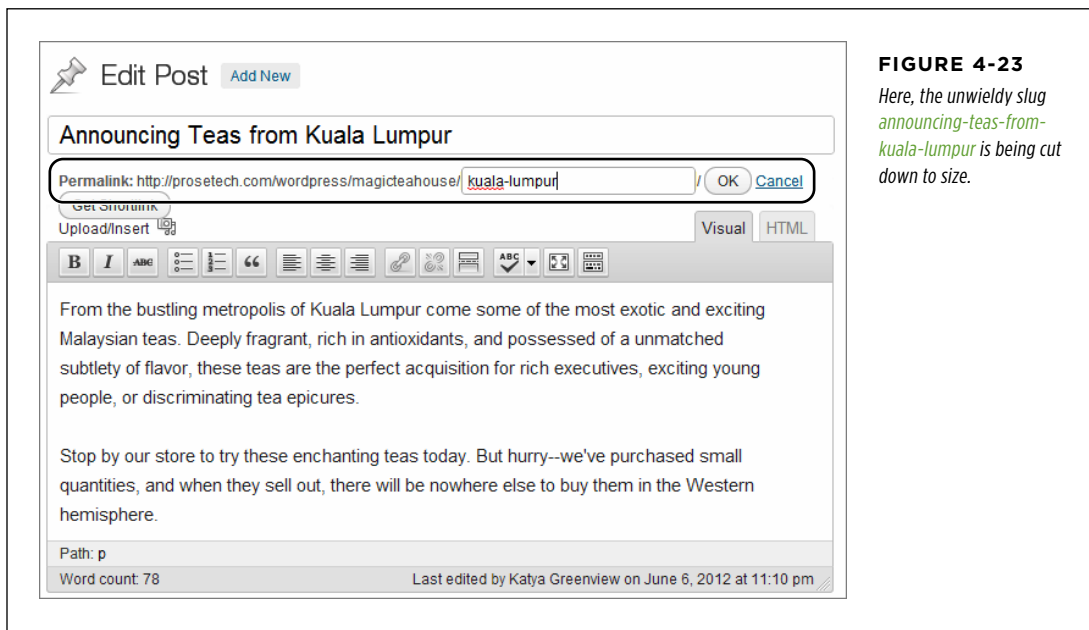 Edit Post Add New
Announcing Teas from Kuala Lumpur
Permalink: http://prosetech.com/wordpress/magicteahouse/ kuala-lumpur / OK Cancel
Get Shortlink
Upload/Insert Visual HTML
B I ABC ABC
From the bustling metropolis of Kuala Lumpur come some of the most exotic and exciting
Malaysian teas. Deeply fragrant, rich in antioxidants, and possessed of a unmatched
subtlety of flavor, these teas are the perfect acquisition for rich executives, exciting young
people, or discriminating tea epicures.
Stop by our store to try these enchanting teas today. But hurry--we've purchased small
quantities, and when they sell out, there will be nowhere else to buy them in the Western
hemisphere.
Path: p
Word count: 78 Last edited by Katya Greenview on June 6, 2012 at 11:10 pm
FIGURE 4-23
Here, the unwieldy slug
announcing-teas-from-
kuala-lumpur is being cut
down to size.